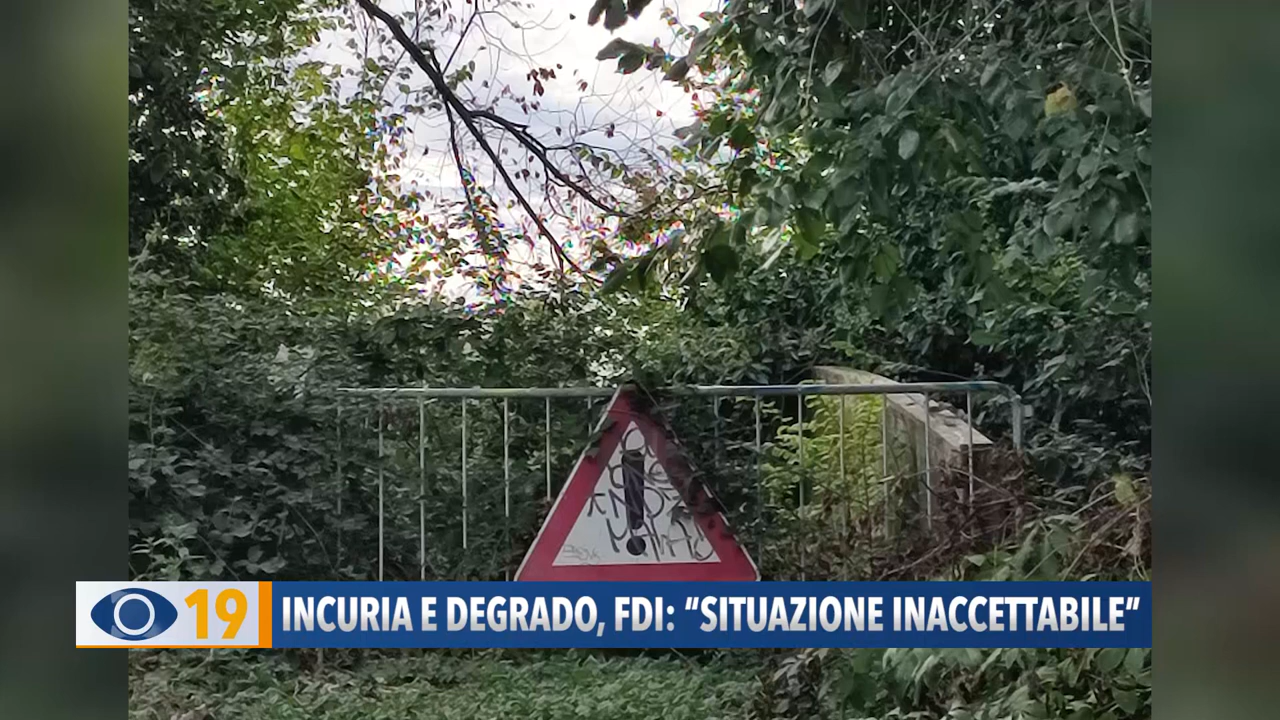 19
INCURIA E DEGRADO, FDI: “SITUAZIONE INACCETTABILE”